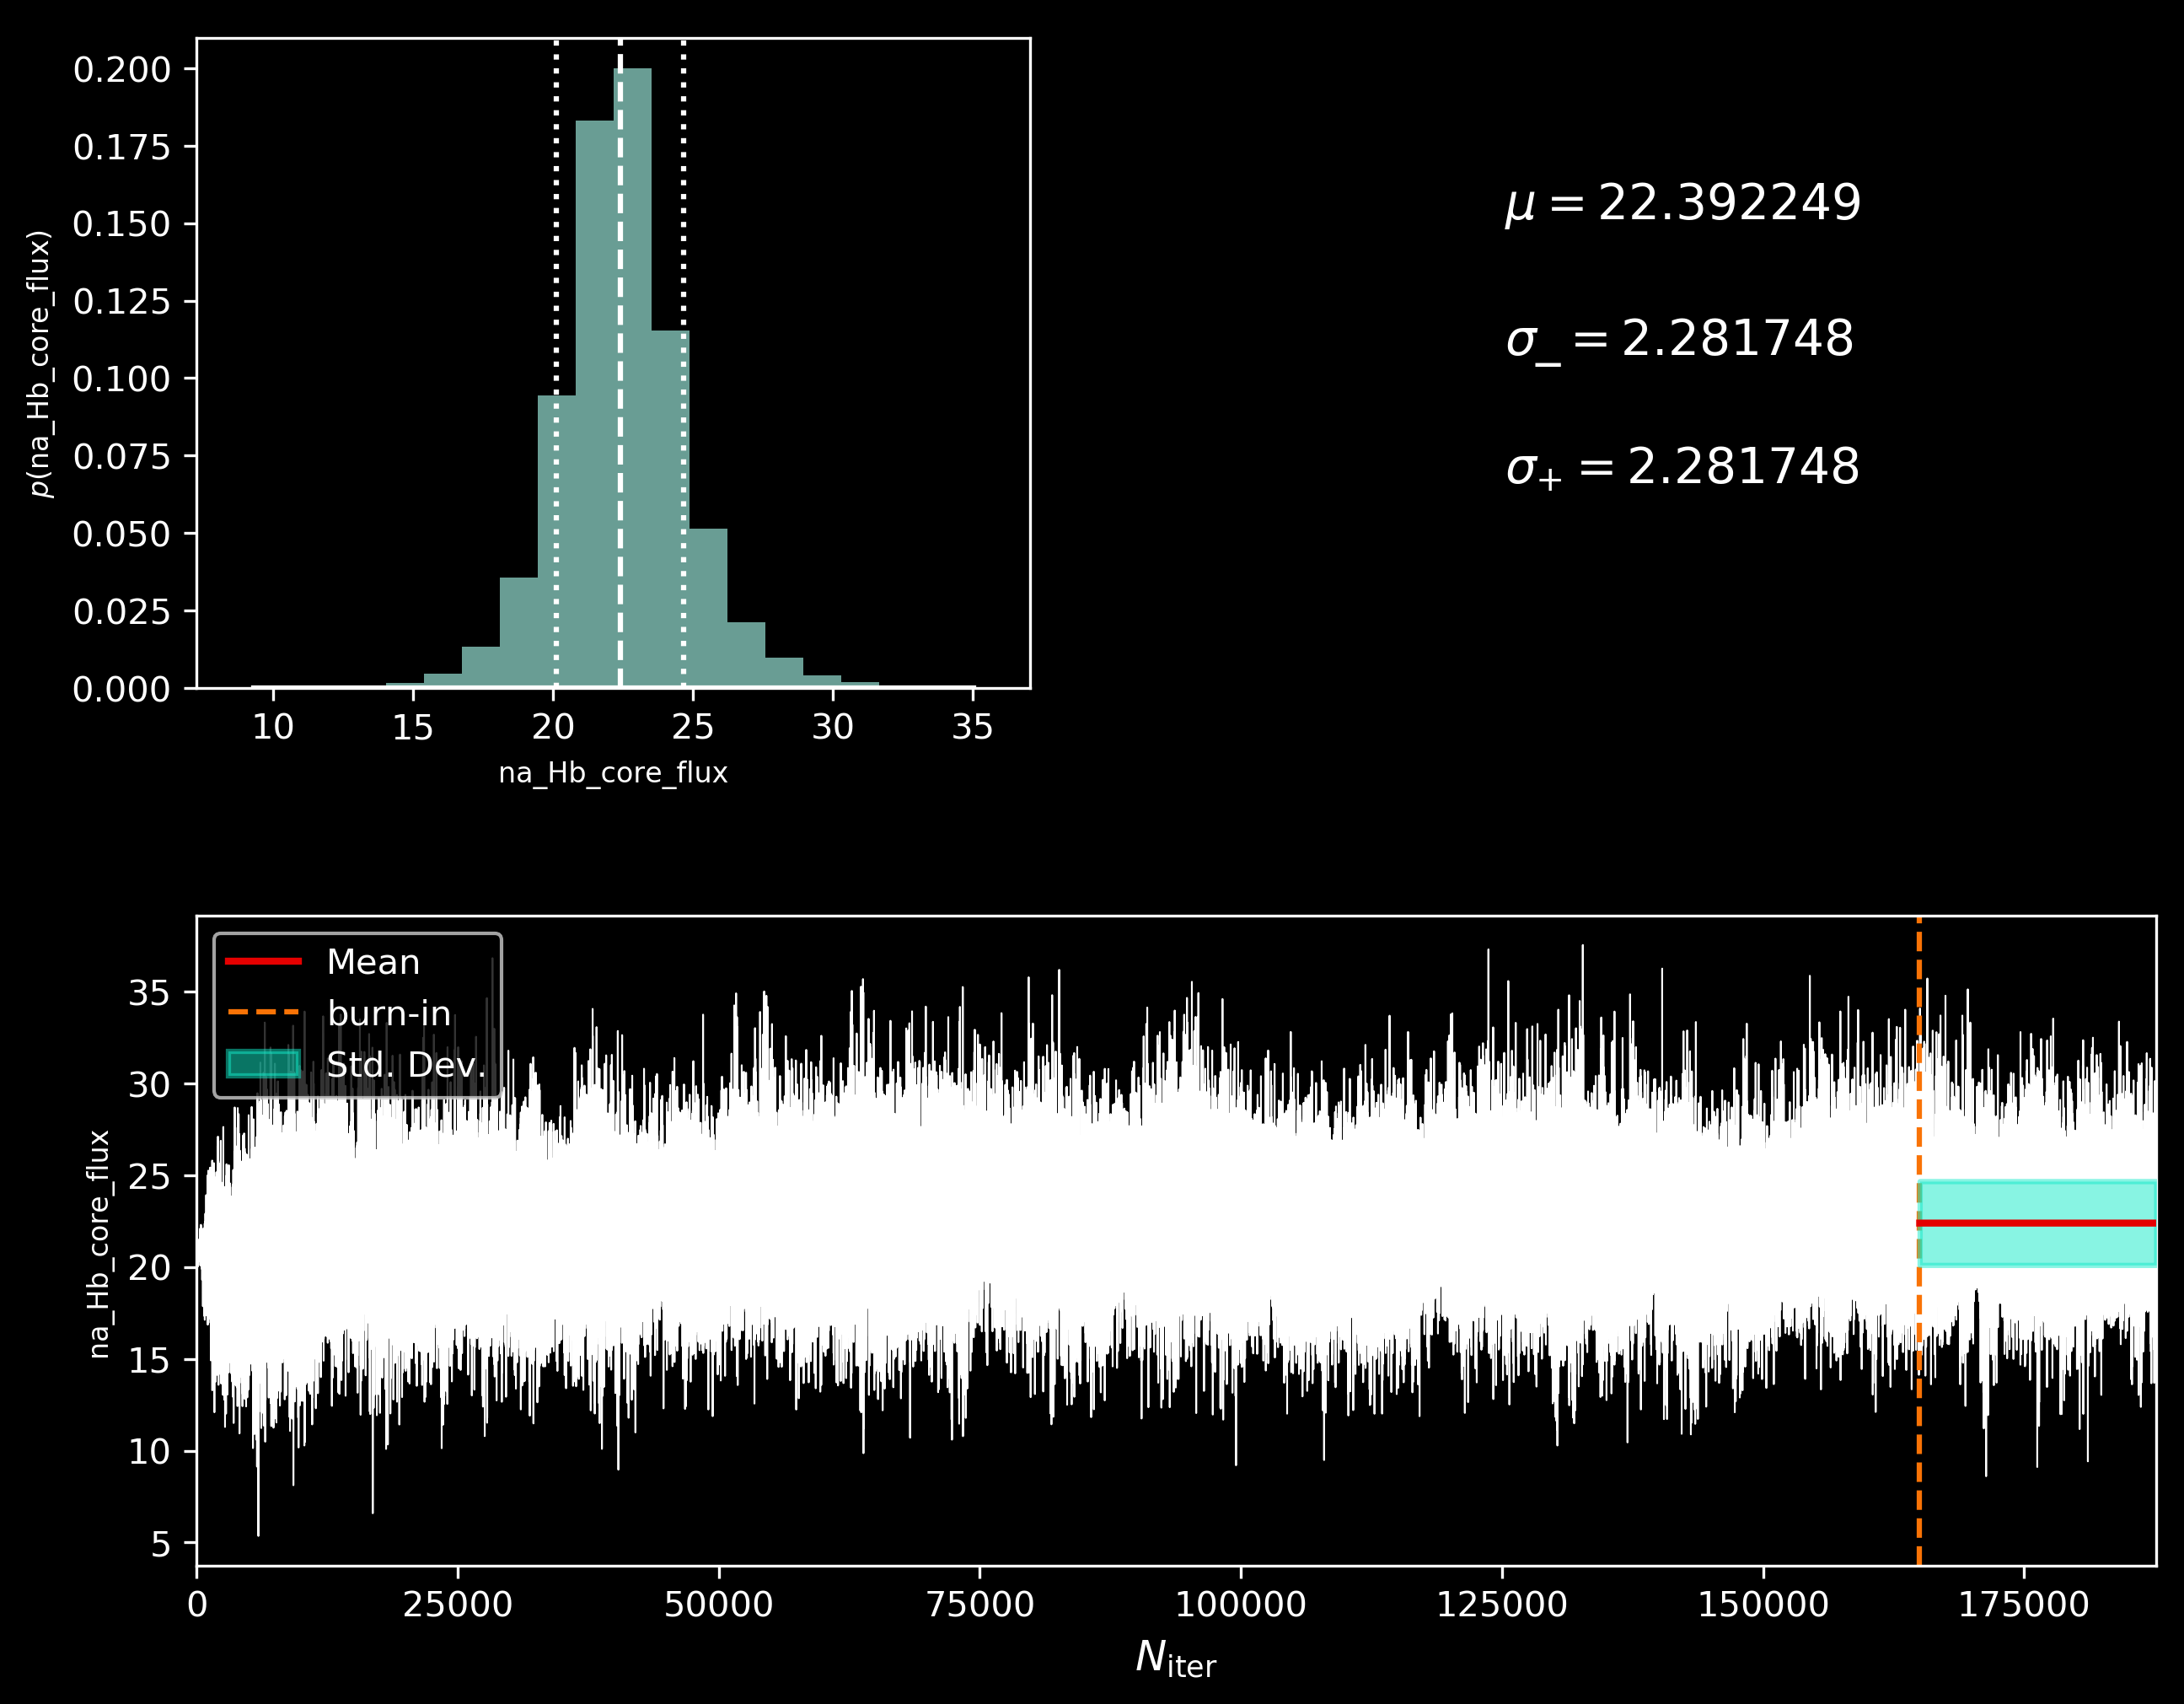 0.200
0.175
0.150
0.125
0.100
0.075
0.050
0.025
0.000
p(na_Hb_core_flux)
10 15 20 25 30 35
na_Hb_core_flux
μ = 22.392249
σ₋ = 2.281748
σ₊ = 2.281748
Mean
burn-in
Std. Dev.
35
30
25
20
15
10
5
na_Hb_core_flux
0 25000 50000 75000 100000 125000 150000 175000
N_iter